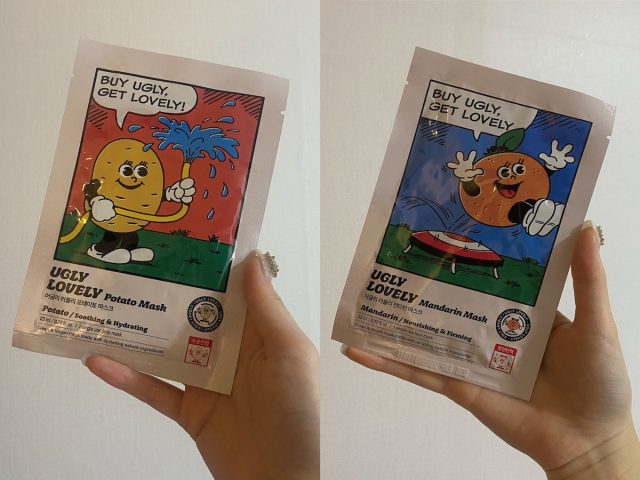 BUY UGLY,
GET LOVELY!
UGLY
LOVELY Potato Mask
어글리 러블리 포테이토 마스크
Potato / Soothing & Hydrating
BUY UGLY,
GET LOVELY
UGLY
LOVELY Mandarin Mask
어글리 러블리 만다린 마스크
Mandarin / Nourishing & Firming